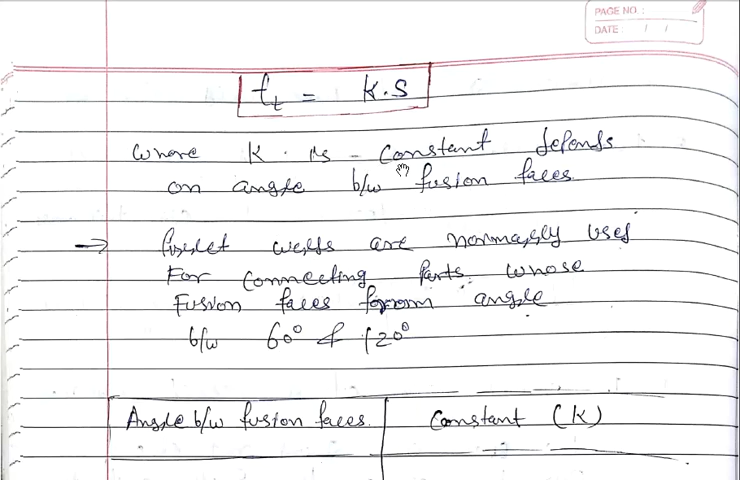 PAGE NO :
DATE / /
t_t = K.S
where K is constant depends
on angle b/w fusion faces
→ fillet welds are normally used
For connecting Parts whose
Fusion faces form angle
b/w 60° & 120°
Angle b/w fusion faces. Constant (K)